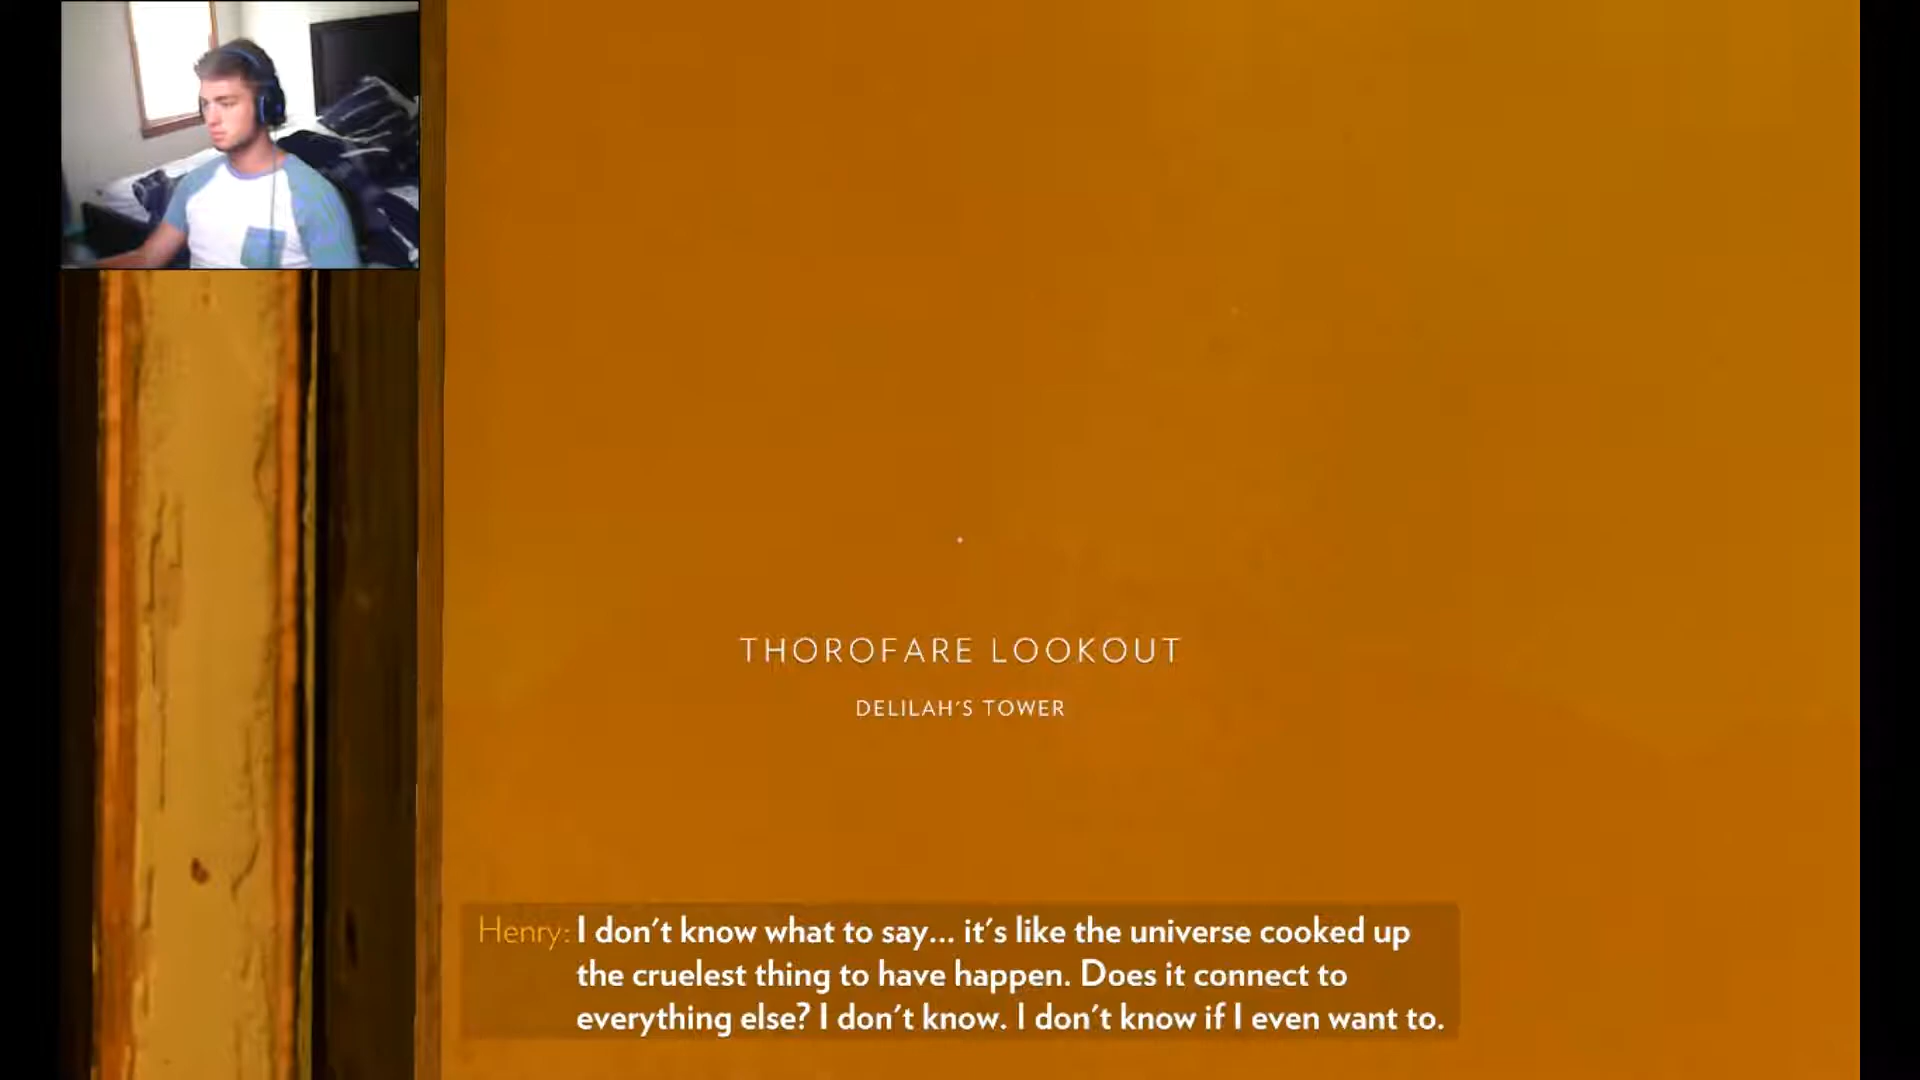 THOROFARE LOOKOUT
DELILAH'S TOWER
Henry: I don't know what to say... it's like the universe cooked up
the cruelest thing to have happen. Does it connect to
everything else? I don't know. I don't know if I even want to.